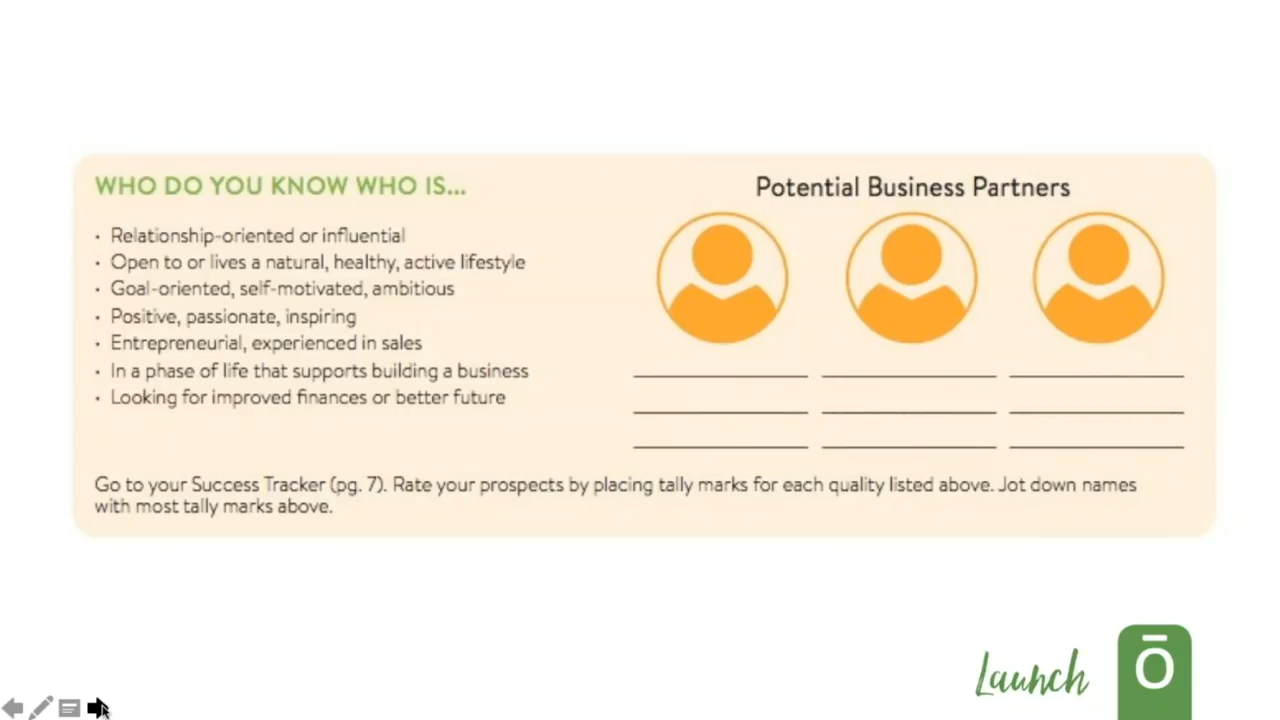 WHO DO YOU KNOW WHO IS...
• Relationship-oriented or influential
• Open to or lives a natural, healthy, active lifestyle
• Goal-oriented, self-motivated, ambitious
• Positive, passionate, inspiring
• Entrepreneurial, experienced in sales
• In a phase of life that supports building a business
• Looking for improved finances or better future
Potential Business Partners
Go to your Success Tracker (pg. 7). Rate your prospects by placing tally marks for each quality listed above. Jot down names
with most tally marks above.
Launch
Ō